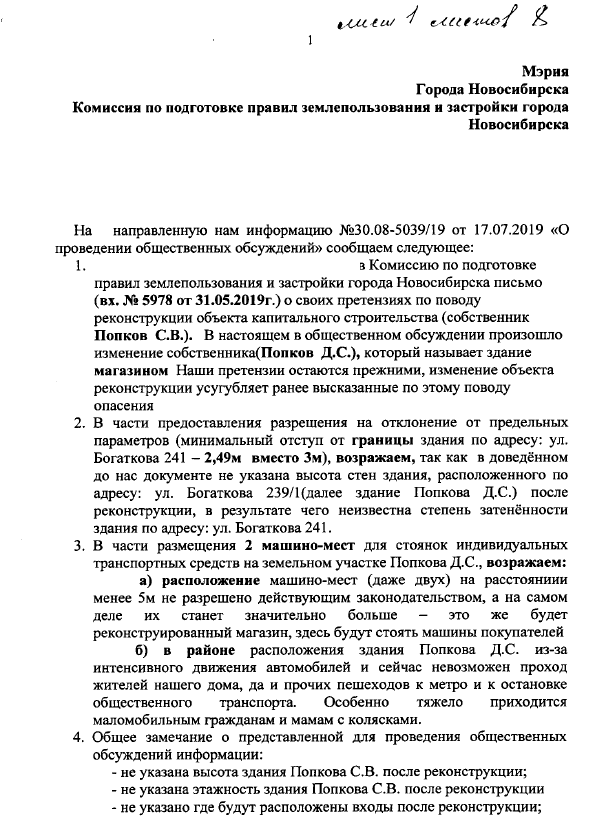 лист 1 листов 8
1
Мэрия
Города Новосибирска
Комиссия по подготовке правил землепользования и застройки города
Новосибирска
На направленную нам информацию №30.08-5039/19 от 17.07.2019 «О
проведении общественных обсуждений» сообщаем следующее:
1. в Комиссию по подготовке
правил землепользования и застройки города Новосибирска письмо
(вх. № 5978 от 31.05.2019г.) о своих претензиях по поводу
реконструкции объекта капитального строительства (собственник
Попков С.В.). В настоящем в общественном обсуждении произошло
изменение собственника(Попков Д.С.), который называет здание
магазином Наши претензии остаются прежними, изменение объекта
реконструкции усугубляет ранее высказанные по этому поводу
опасения
2. В части предоставления разрешения на отклонение от предельных
параметров (минимальный отступ от границы здания по адресу: ул.
Богаткова 241 – 2,49м вместо 3м), возражаем, так как в доведённом
до нас документе не указана высота стен здания, расположенного по
адресу: ул. Богаткова 239/1(далее здание Попкова Д.С.) после
реконструкции, в результате чего неизвестна степень затенённости
здания по адресу: ул. Богаткова 241.
3. В части размещения 2 машино-мест для стоянок индивидуальных
транспортных средств на земельном участке Попкова Д.С., возражаем:
а) расположение машино-мест (даже двух) на расстояниии
менее 5м не разрешено действующим законодательством, а на самом
деле их станет значительно больше – это же будет
реконструированный магазин, здесь будут стоять машины покупателей
б) в районе расположения здания Попкова Д.С. из-за
интенсивного движения автомобилей и сейчас невозможен проход
жителей нашего дома, да и прочих пешеходов к метро и к остановке
общественного транспорта. Особенно тяжело приходится
маломобильным гражданам и мамам с колясками.
4. Общее замечание о представленной для проведения общественных
обсуждений информации:
- не указана высота здания Попкова С.В. после реконструкции;
- не указана этажность здания Попкова С.В. после реконструкции
- не указано где будут расположены входы после реконструкции;